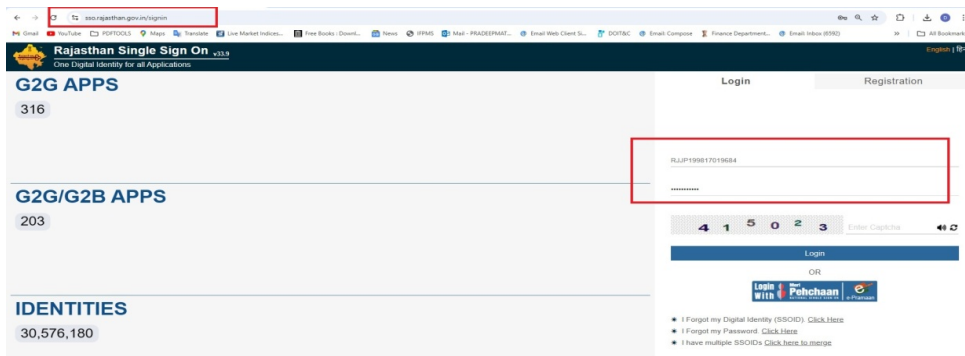 sso.rajasthan.gov.in/signin
Gmail YouTube PDFTOOLS Maps Translate Live Market Indices... Free Books : Downl... News IFPMS Mail - PRADEEPMAT... Email Web Client Si... DOIT&C Email: Compose Finance Department... Email: Inbox (6592) » All Bookmark
Rajasthan Single Sign On v33.9
One Digital Identity for all Applications
English |
G2G APPS
316
Login Registration
RJJP199817019684
•••••••••••
G2G/G2B APPS
203
4 1 5 0 2 3 Enter Captcha
Login
OR
Login With Meri Pehchaan e-Pramaan
IDENTITIES
30,576,180
I Forgot my Digital Identity (SSOID). Click Here
I Forgot my Password. Click Here
I have multiple SSOIDs Click here to merge